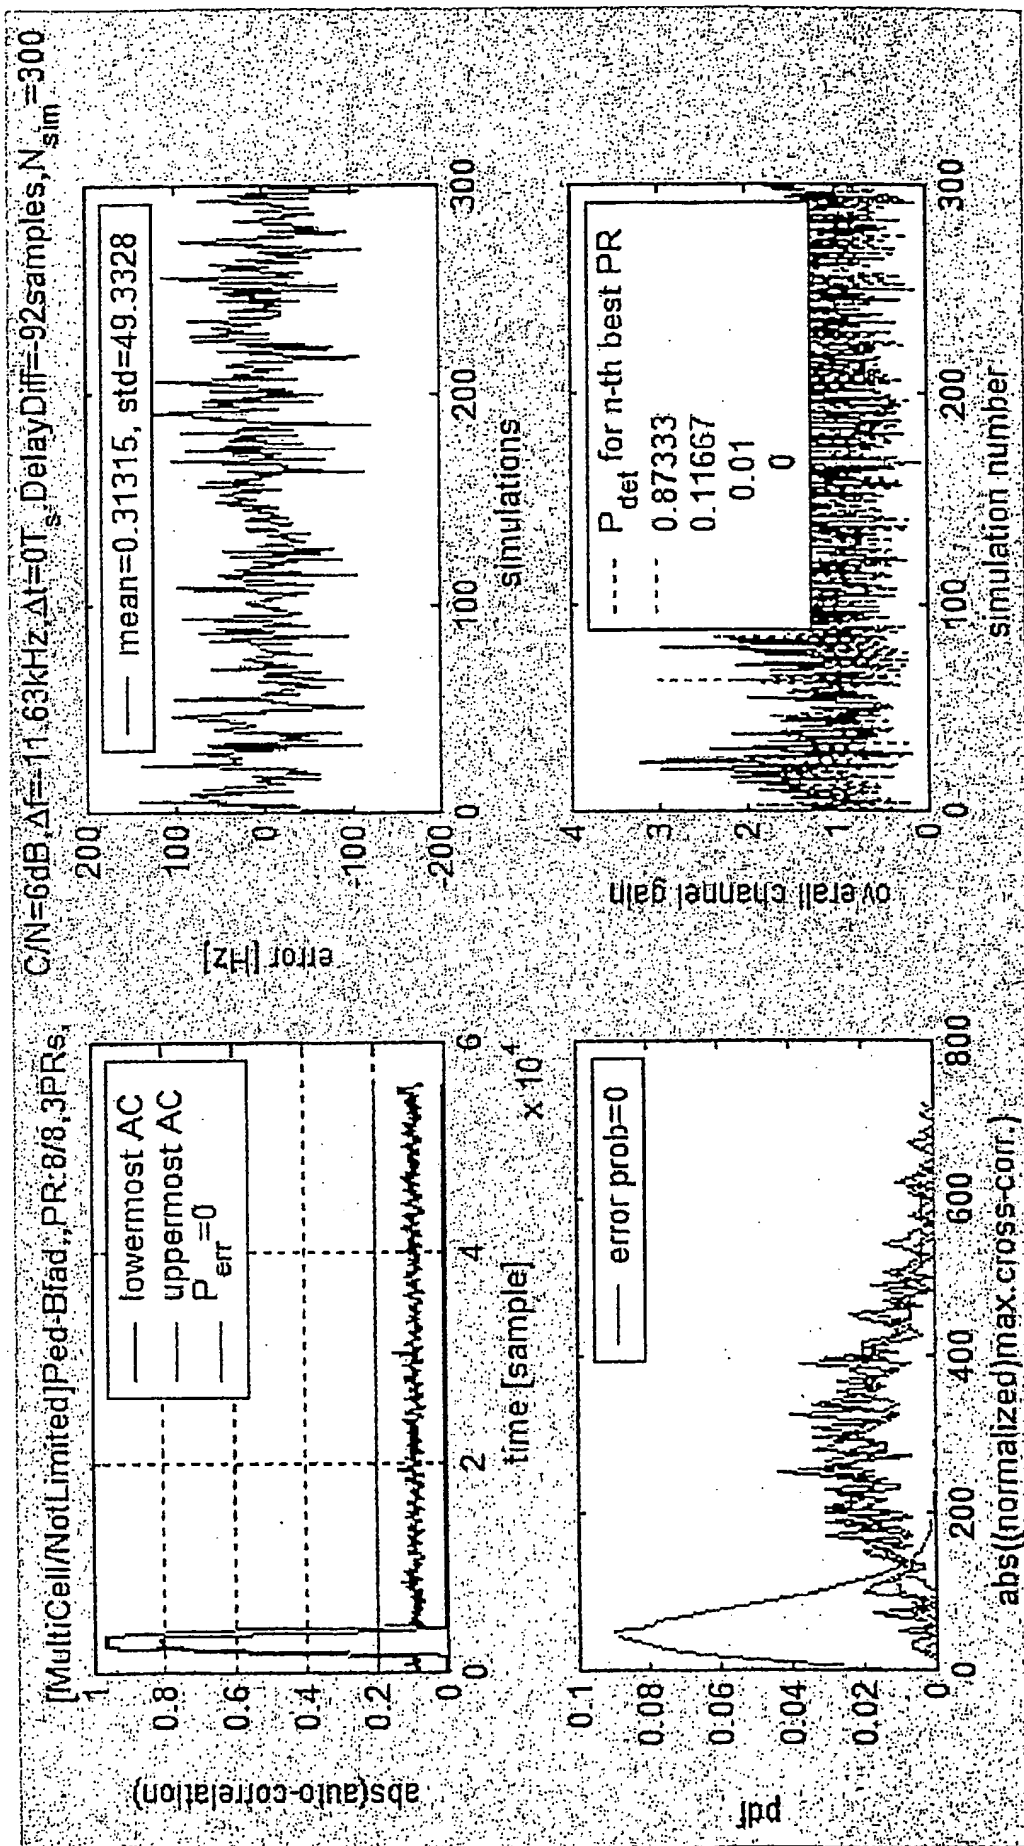 [MultiCell/NotLimited]Ped-Bfad,,PR:8/8,3PRs, C/N=6dB,Δf=-11.63kHz,Δt=0T_s,DelayDiff=-92samples,N_sim=300
abs(auto-correlation)
1
0.8
0.6
0.4
0.2
0
lowermost AC
uppermost AC
P_err=0
0 2 4 6
x 10^4
time [sample]
error [Hz]
200
100
0
-100
-200
mean=0.31315, std=49.3328
0 100 200 300
simulations
pdf
0.1
0.08
0.06
0.04
0.02
0
error prob=0
0 200 400 600 800
abs((normalized)max.cross-corr.)
overall channel gain
4
3
2
1
0
P_det for n-th best PR
0.87333
0.11667
0.01
0
0 100 200 300
simulation number